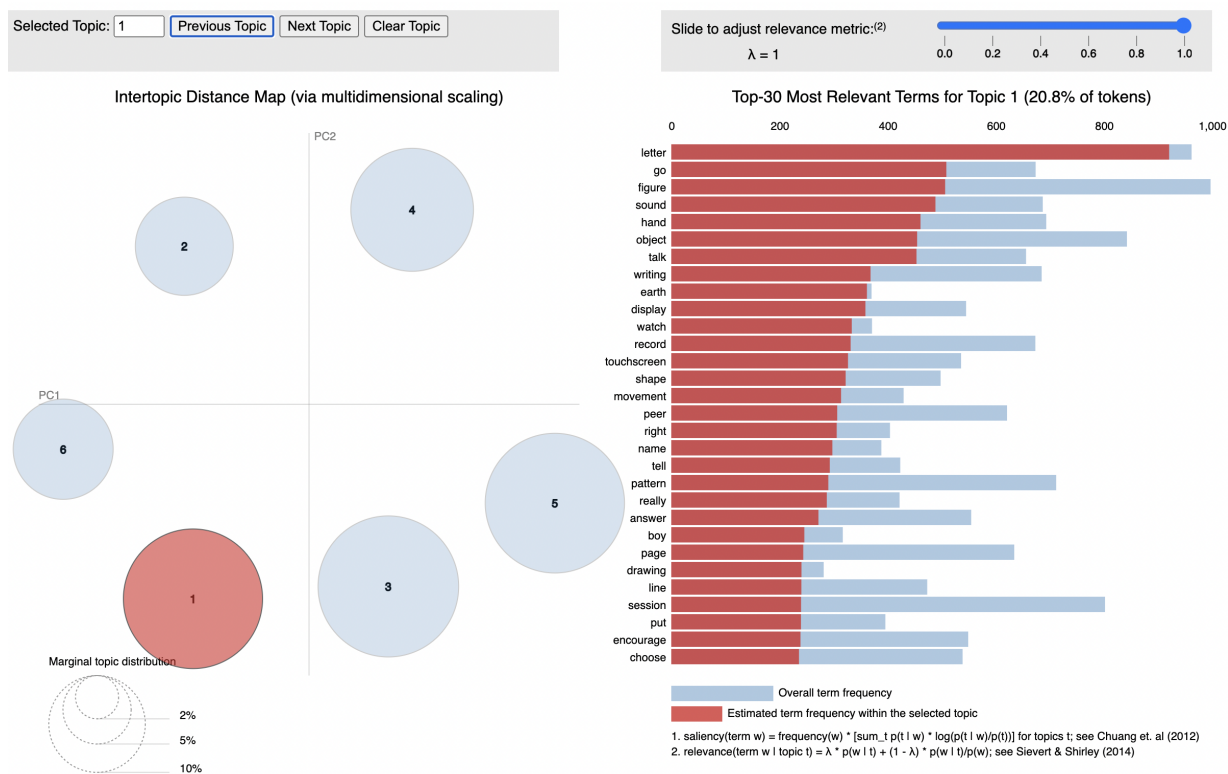 Selected Topic: 1 Previous Topic Next Topic Clear Topic
Slide to adjust relevance metric:(2)
λ = 1
0.0 0.2 0.4 0.6 0.8 1.0
Intertopic Distance Map (via multidimensional scaling)
PC2
PC1
4
2
6
5
3
1
Marginal topic distribution
2%
5%
10%
Top-30 Most Relevant Terms for Topic 1 (20.8% of tokens)
0 200 400 600 800 1,000
letter
go
figure
sound
hand
object
talk
writing
earth
display
watch
record
touchscreen
shape
movement
peer
right
name
tell
pattern
really
answer
boy
page
drawing
line
session
put
encourage
choose
Overall term frequency
Estimated term frequency within the selected topic
1. saliency(term w) = frequency(w) * [sum_t p(t | w) * log(p(t | w)/p(t))] for topics t; see Chuang et. al (2012)
2. relevance(term w | topic t) = λ * p(w | t) + (1 - λ) * p(w | t)/p(w); see Sievert & Shirley (2014)